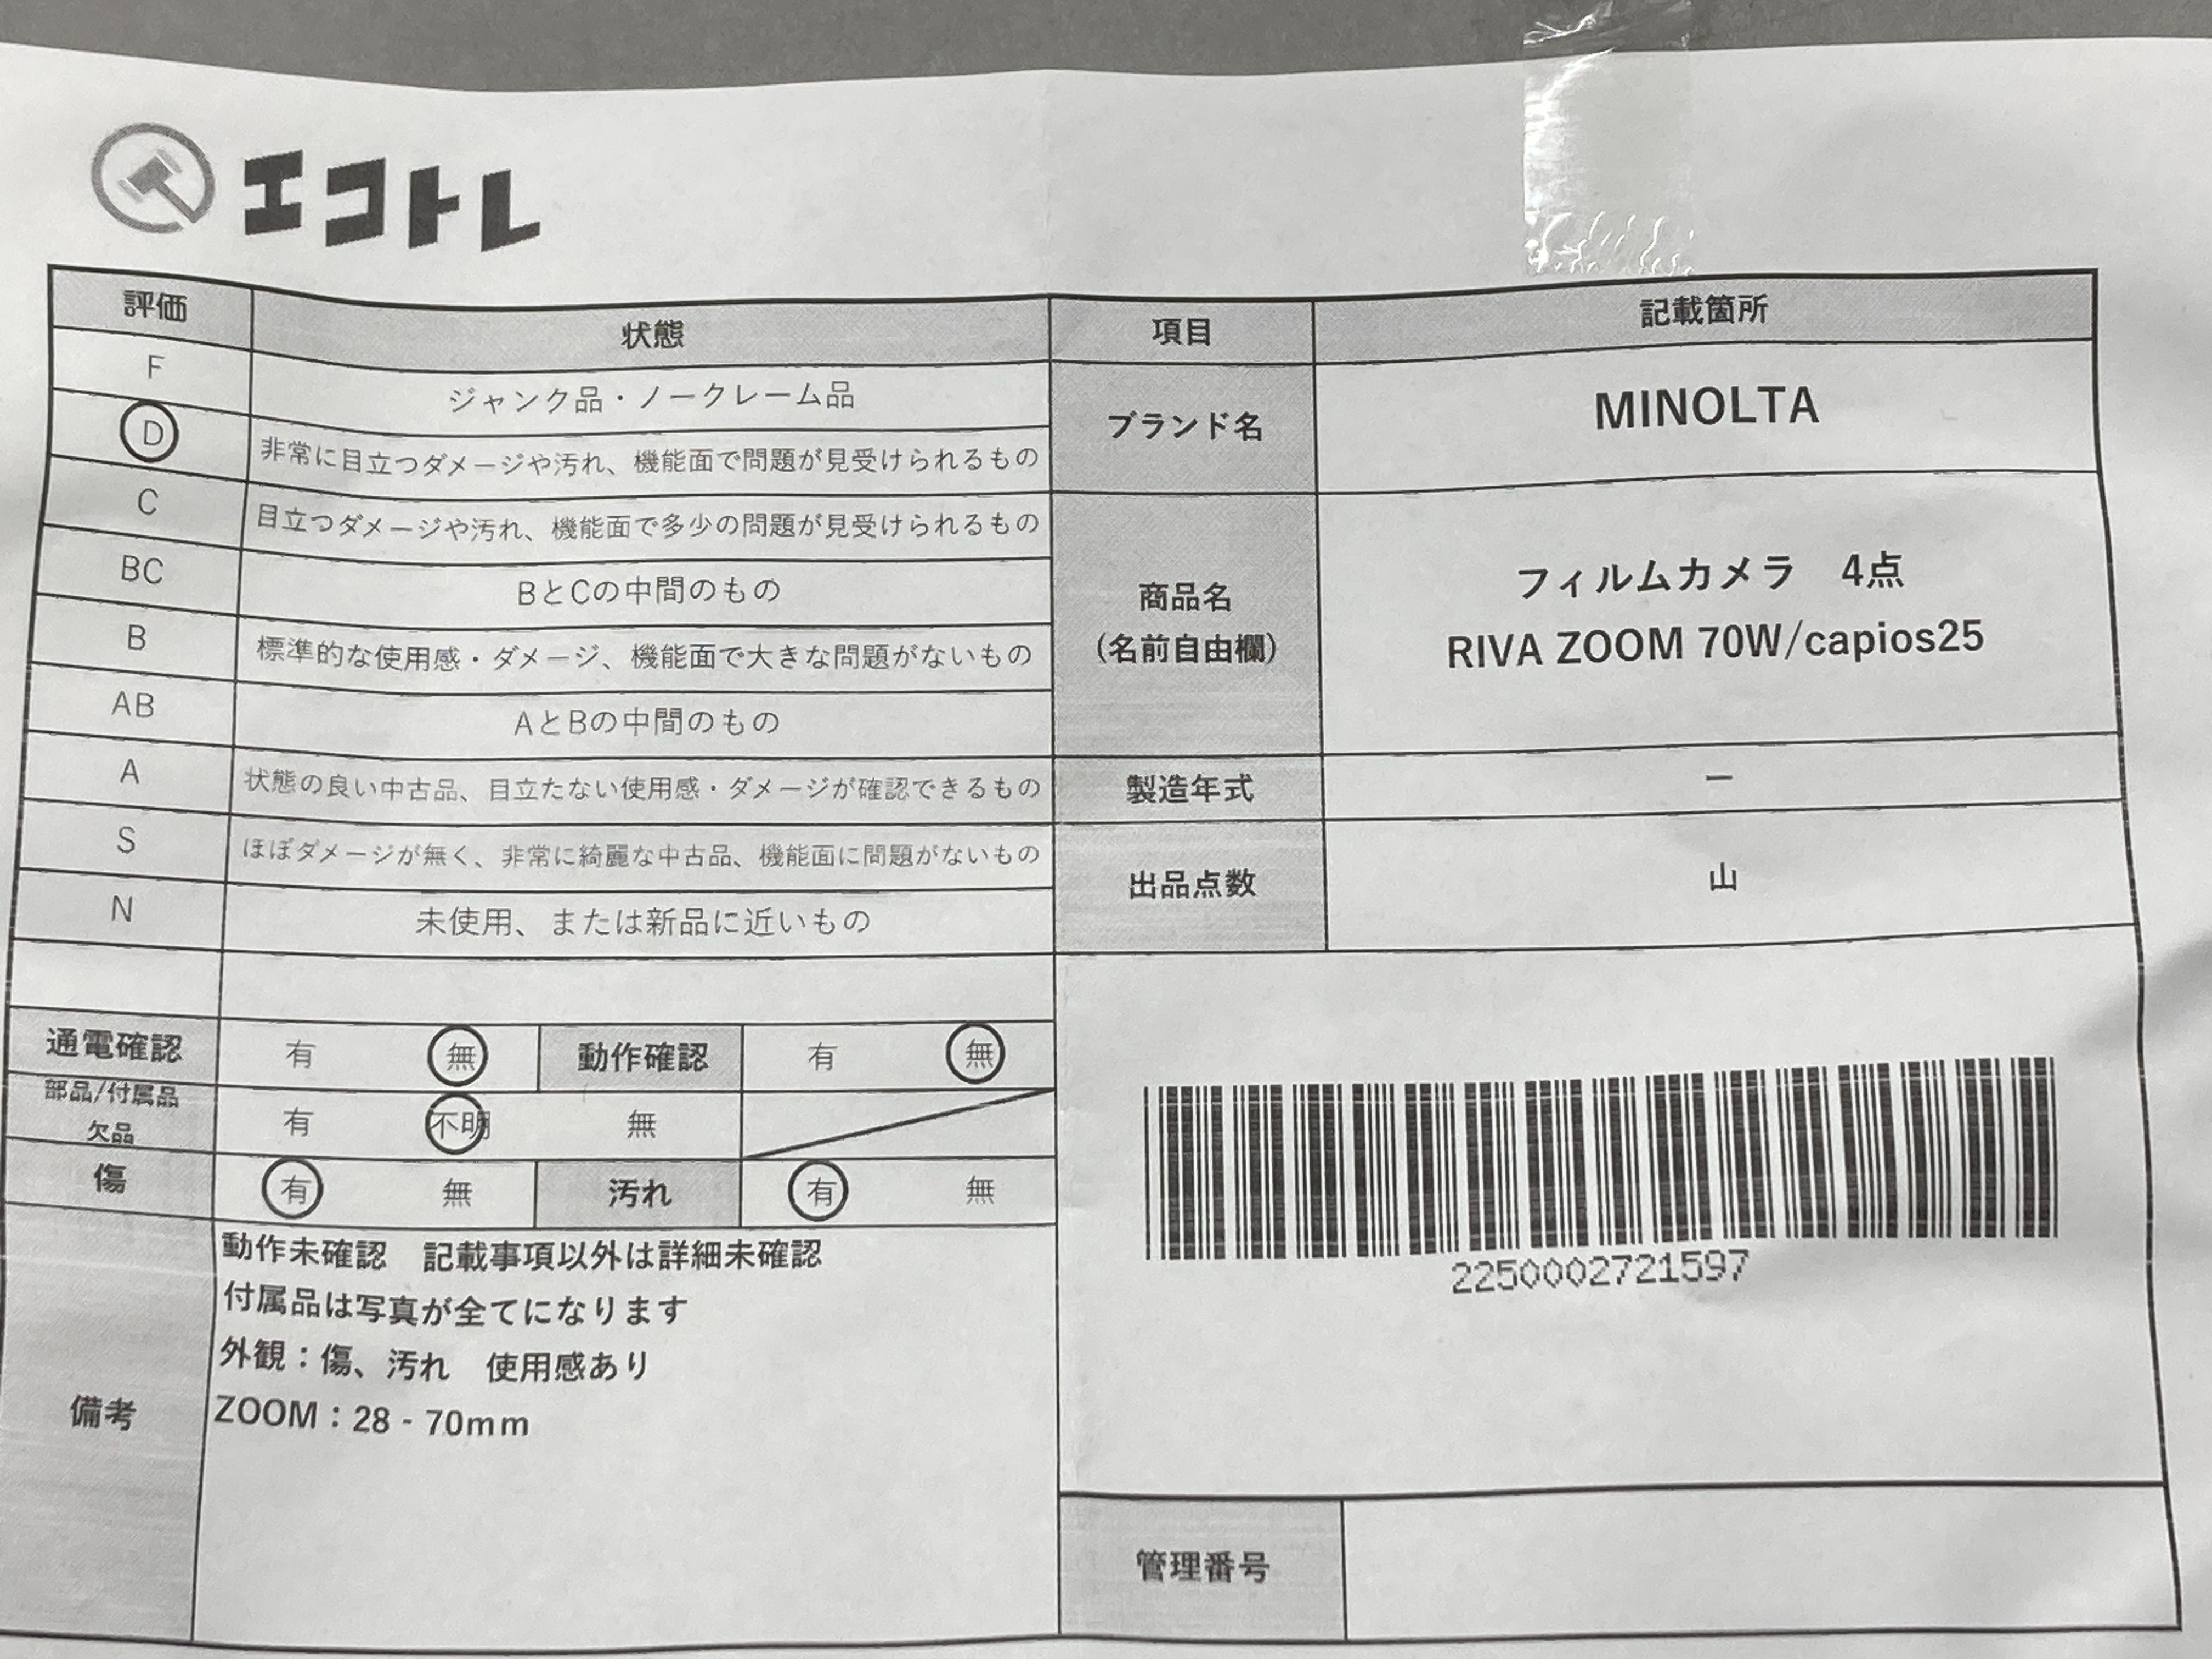 エコトレ
評価 状態 項目 記載箇所
F ジャンク品・ノークレーム品
D 非常に目立つダメージや汚れ、機能面で問題が見受けられるもの
C 目立つダメージや汚れ、機能面で多少の問題が見受けられるもの
BC BとCの中間のもの
B 標準的な使用感・ダメージ、機能面で大きな問題がないもの
AB AとBの中間のもの
A 状態の良い中古品、目立たない使用感・ダメージが確認できるもの
S ほぼダメージが無く、非常に綺麗な中古品、機能面に問題がないもの
N 未使用、または新品に近いもの
ブランド名 MINOLTA
商品名
(名前自由欄)
フィルムカメラ　4点
RIVA ZOOM 70W/capios25
製造年式 ー
出品点数 山
通電確認 有 無 動作確認 有 無
部品/付属品
欠品
有 不明 無
傷 有 無 汚れ 有 無
備考
動作未確認　記載事項以外は詳細未確認
付属品は写真が全てになります
外観：傷、汚れ　使用感あり
ZOOM：28 - 70mm
2250002721597
管理番号